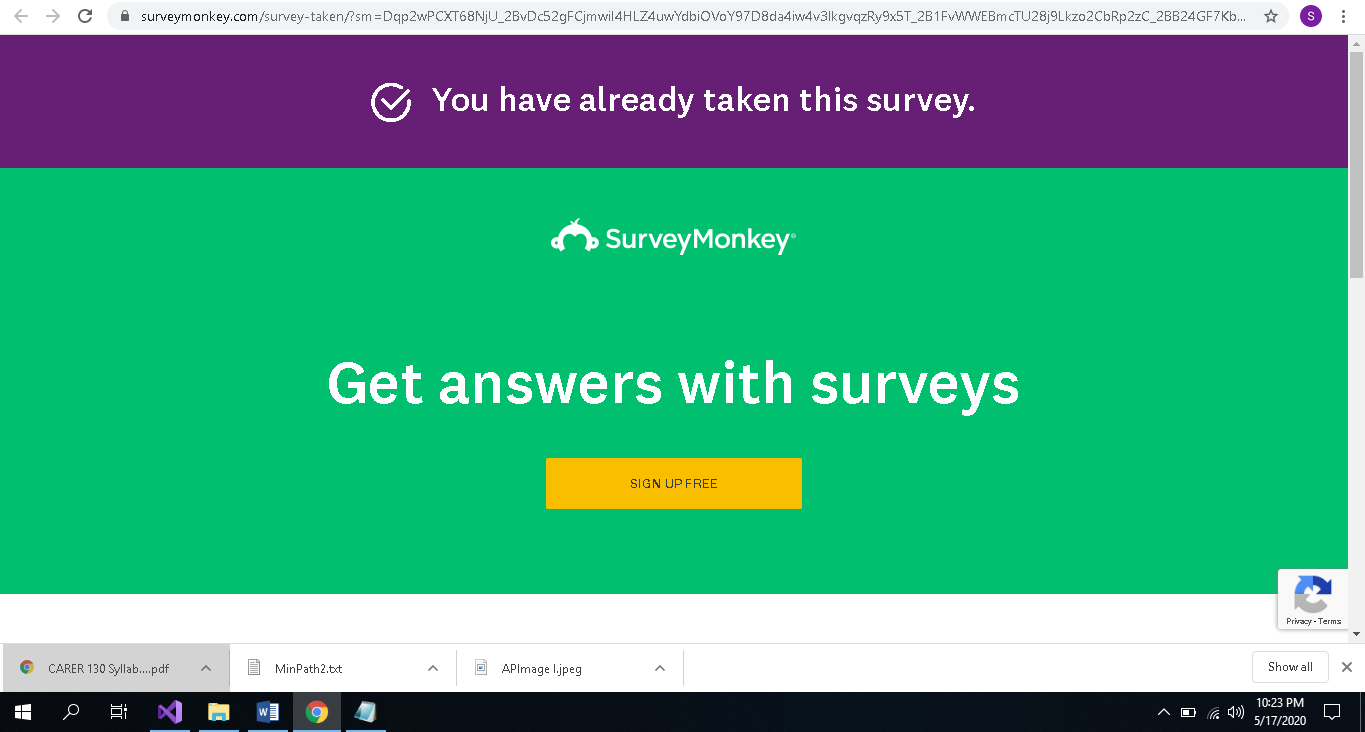 surveymonkey.com/survey-taken/?sm=Dqp2wPCXT68NjU_2BvDc52gFCjmwil4HLZ4uwYdbiOVoY97D8da4iw4v3lkgvqzRy9x5T_2B1FvWWEBmcTU28j9Lkzo2CbRp2zC_2BB24GF7Kb...
S
You have already taken this survey.
SurveyMonkey®
Get answers with surveys
SIGN UP FREE
Privacy - Terms
CARER 130 Syllab....pdf
MinPath2.txt
APImage I.jpeg
Show all
10:23 PM
5/17/2020